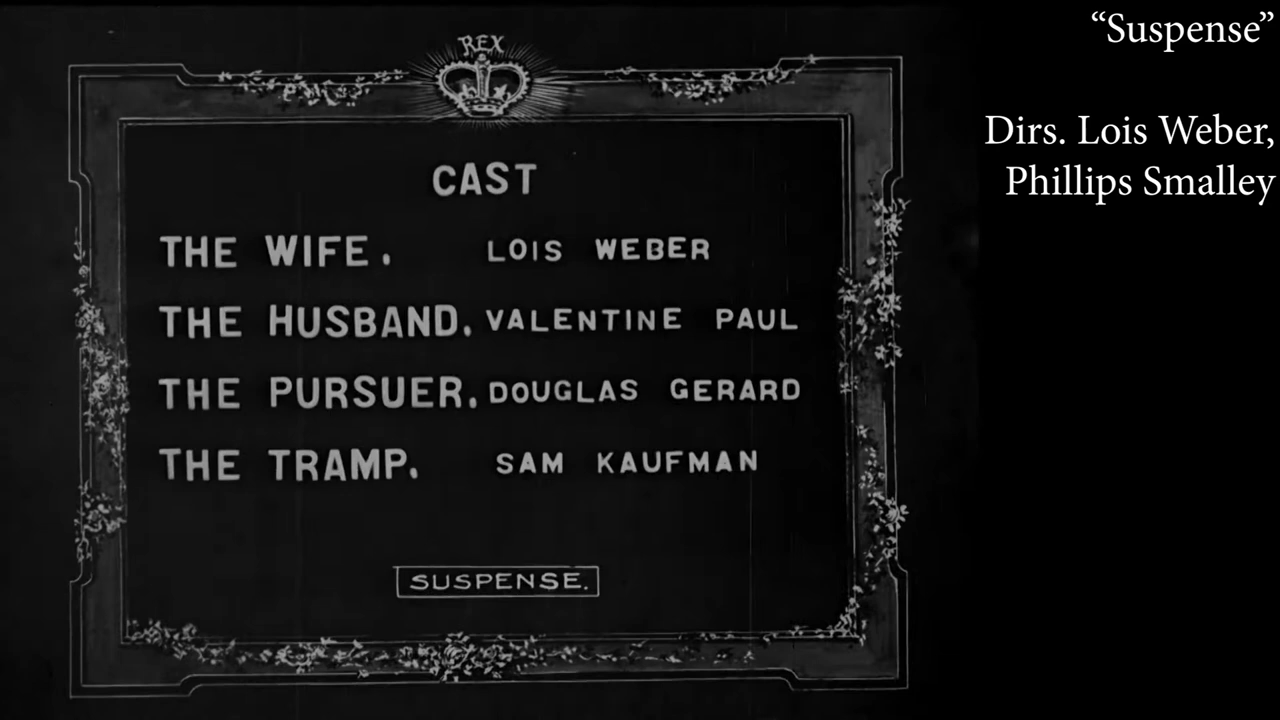 REX
CAST
THE WIFE. LOIS WEBER
THE HUSBAND. VALENTINE PAUL
THE PURSUER. DOUGLAS GERARD
THE TRAMP. SAM KAUFMAN
SUSPENSE.
“Suspense”
Dirs. Lois Weber,
Phillips Smalley